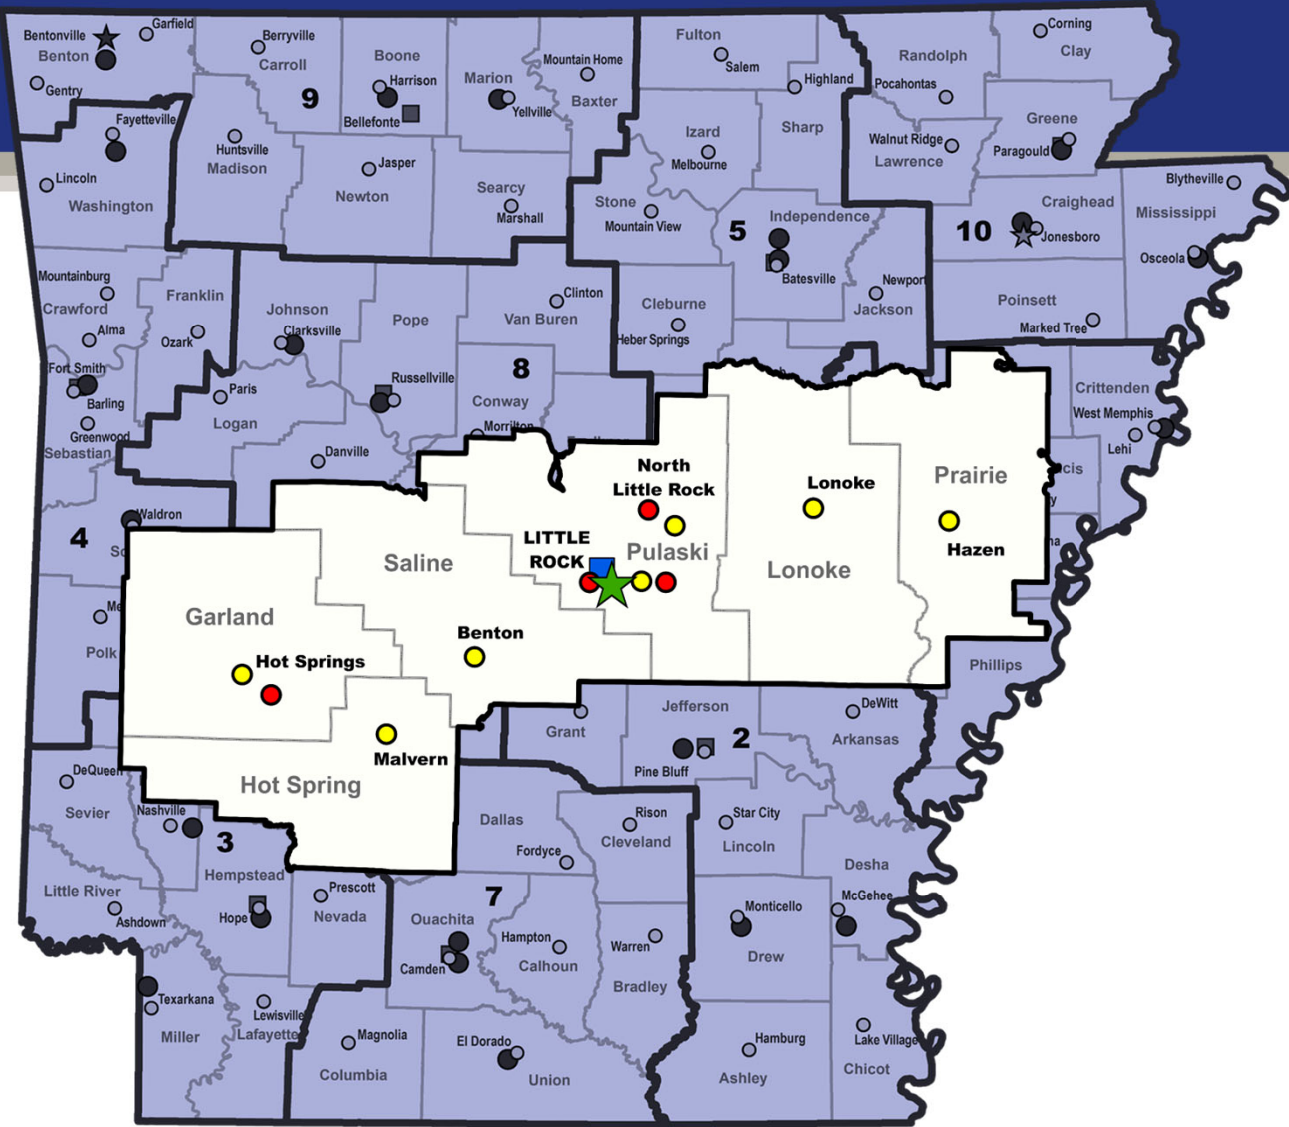 Garfield
Bentonville
Benton
Gentry
Berryville
Carroll
9
Boone
Harrison
Bellefonte
Marion
Yellville
Mountain Home
Baxter
Fulton
Salem
Highland
Sharp
Randolph
Pocahontas
Corning
Clay
Greene
Paragould
Walnut Ridge
Lawrence
Fayetteville
Lincoln
Washington
Huntsville
Madison
Jasper
Newton
Searcy
Marshall
Izard
Melbourne
Stone
Mountain View
5
Independence
Batesville
Newport
Jackson
10
Craighead
Jonesboro
Blytheville
Mississippi
Osceola
Poinsett
Marked Tree
Mountainburg
Crawford
Alma
Franklin
Ozark
Johnson
Clarksville
Pope
Russellville
Clinton
Van Buren
8
Conway
Morrilton
Cleburne
Heber Springs
Crittenden
West Memphis
Lehi
Fort Smith
Barling
Greenwood
Sebastian
Paris
Logan
Danville
Waldron
4
Sc
Me
Polk
cis
y
na
North
Little Rock
LITTLE
ROCK
Pulaski
Lonoke
Lonoke
Prairie
Hazen
Saline
Benton
Garland
Hot Springs
Malvern
Hot Spring
Phillips
Grant
Jefferson
2
Pine Bluff
DeWitt
Arkansas
DeQueen
Sevier
Nashville
3
Hempstead
Hope
Little River
Ashdown
Prescott
Nevada
Dallas
Fordyce
Rison
Cleveland
Star City
Lincoln
Desha
McGehee
7
Ouachita
Camden
Hampton
Calhoun
Warren
Bradley
Monticello
Drew
Texarkana
Miller
Lewisville
Lafayette
Magnolia
Columbia
El Dorado
Union
Hamburg
Ashley
Lake Village
Chicot